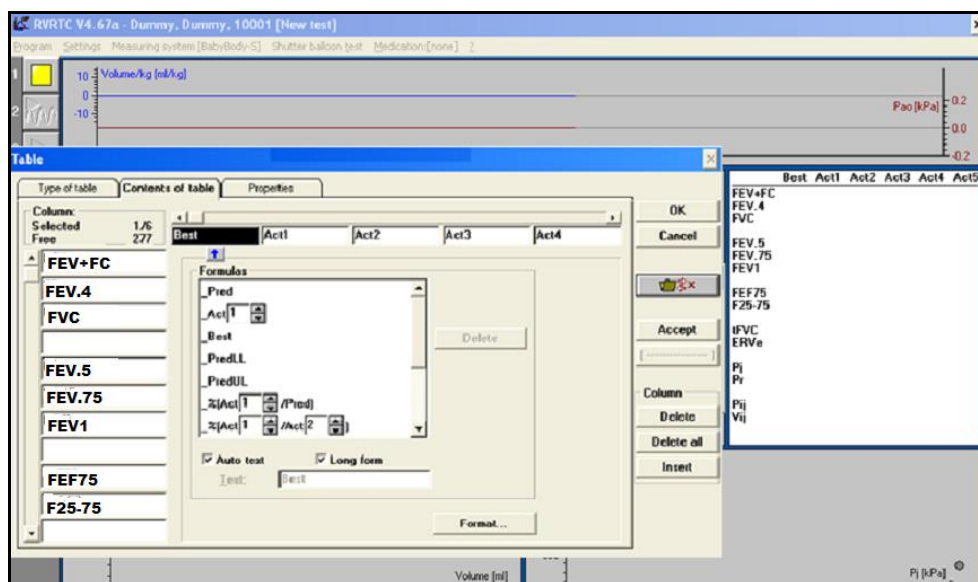 RVRTC V4.67a - Dummy, Dummy, 10001 [New test]
Program Settings Measuring system [BabyBody-S] Shutter balloon test Medication:[none] ?
1
2
Volume/kg [ml/kg]
10
0
-10
Pao [kPa]
0.2
0.0
-0.2
Table
Type of table Contents of table Properties
Column:
Selected 1/6
Free 277
Best Act1 Act2 Act3 Act4
FEV+FC
FEV.4
FVC
FEV.5
FEV.75
FEV1
FEF75
F25-75
Formulas
_Pred
_Act 1
_Best
_PredLL
_PredUL
_%(Act 1 /Pred)
_%(Act 1 /Act 2 )
Delete
Auto text Long form
Text: Best
Format...
OK
Cancel
Accept
[--------------]
Column
Delete
Delete all
Insert
Best Act1 Act2 Act3 Act4 Act5
FEV+FC
FEV.4
FVC
FEV.5
FEV.75
FEV1
FEF75
F25-75
tFVC
ERVe
Pj
Pr
Pij
Vij
Volume [ml]
Pj [kPa]